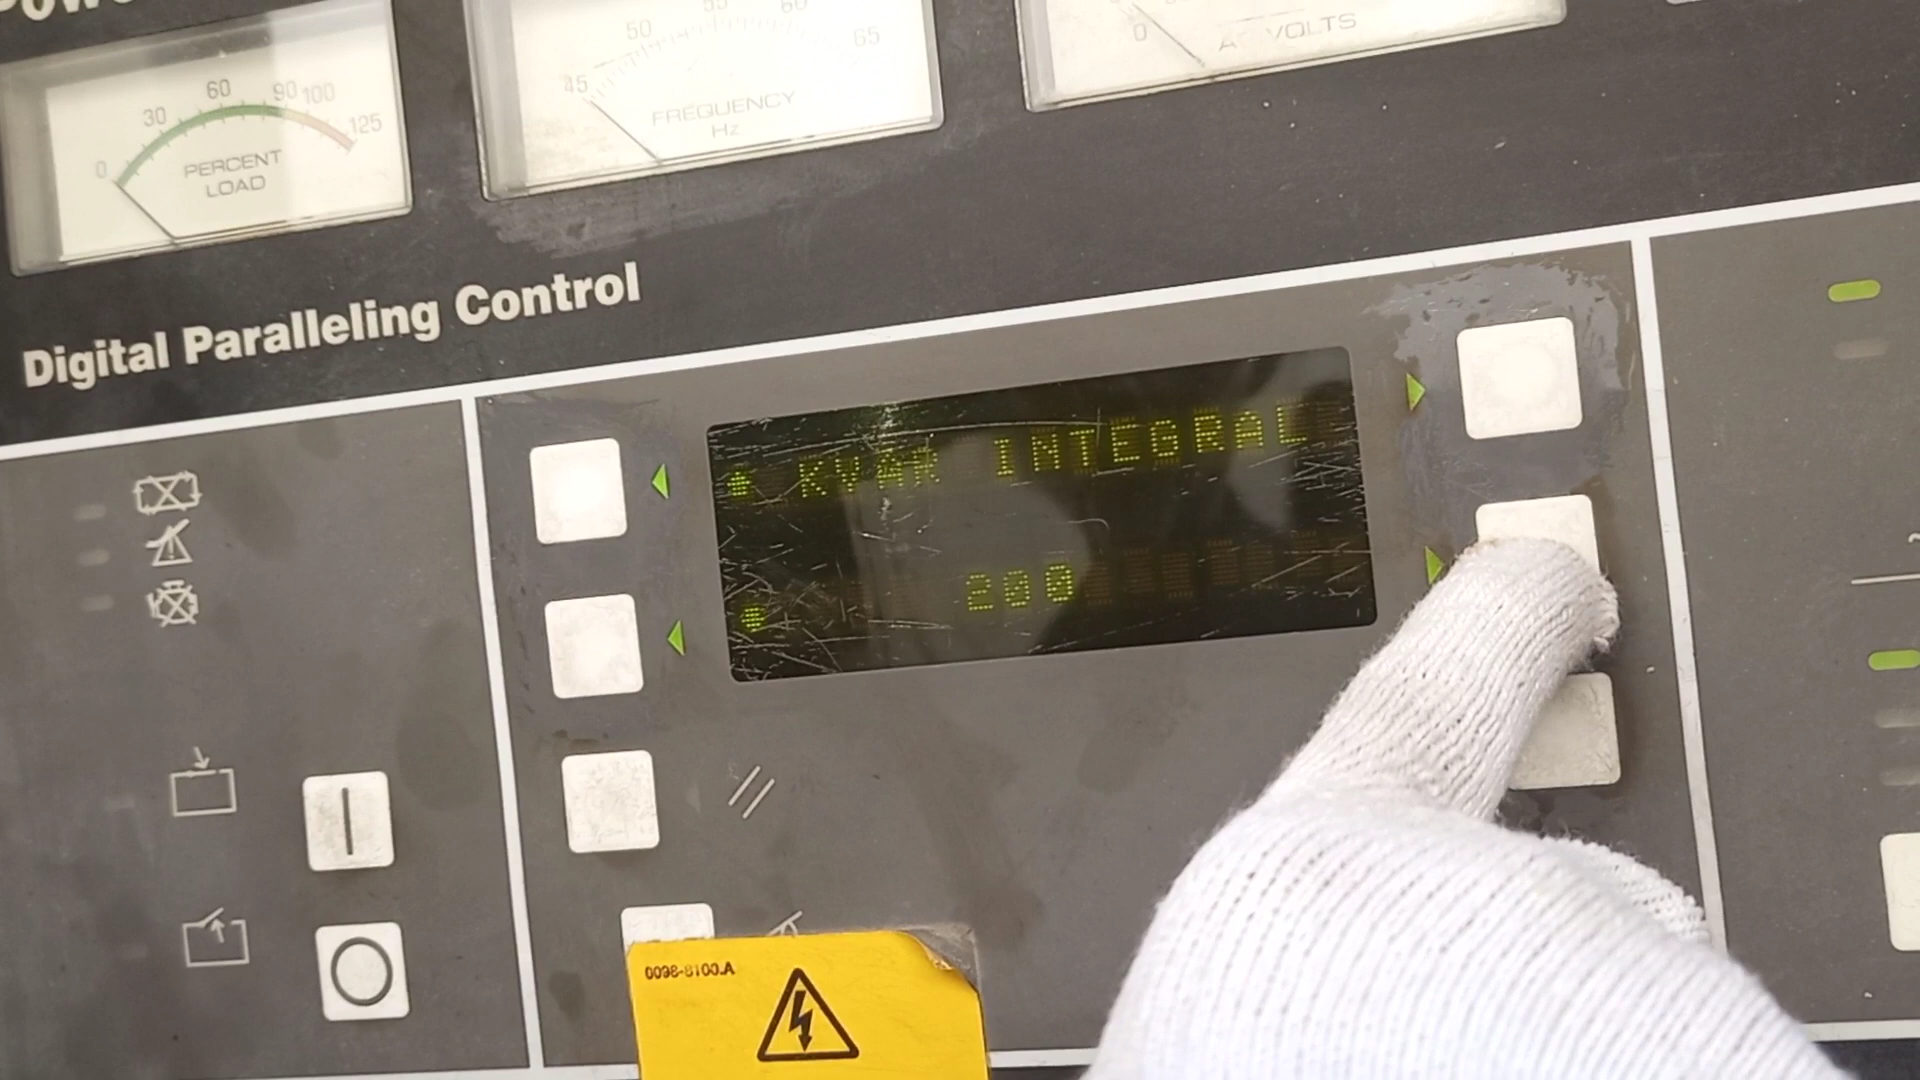 0 30 60 90 100 125
PERCENT
LOAD
45 50 55 60 65
FREQUENCY
Hz
0
VOLTS
Digital Paralleling Control
KVAR INTEGRAL
200
0098-8100.A